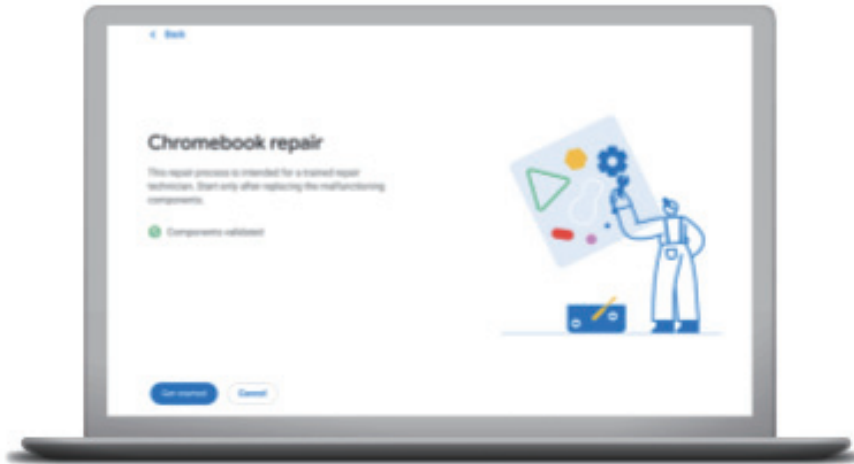 Back
Chromebook repair
This repair process is intended for a trained repair
technician. Start only after replacing the malfunctioning
components.
Components validated
Get started
Cancel